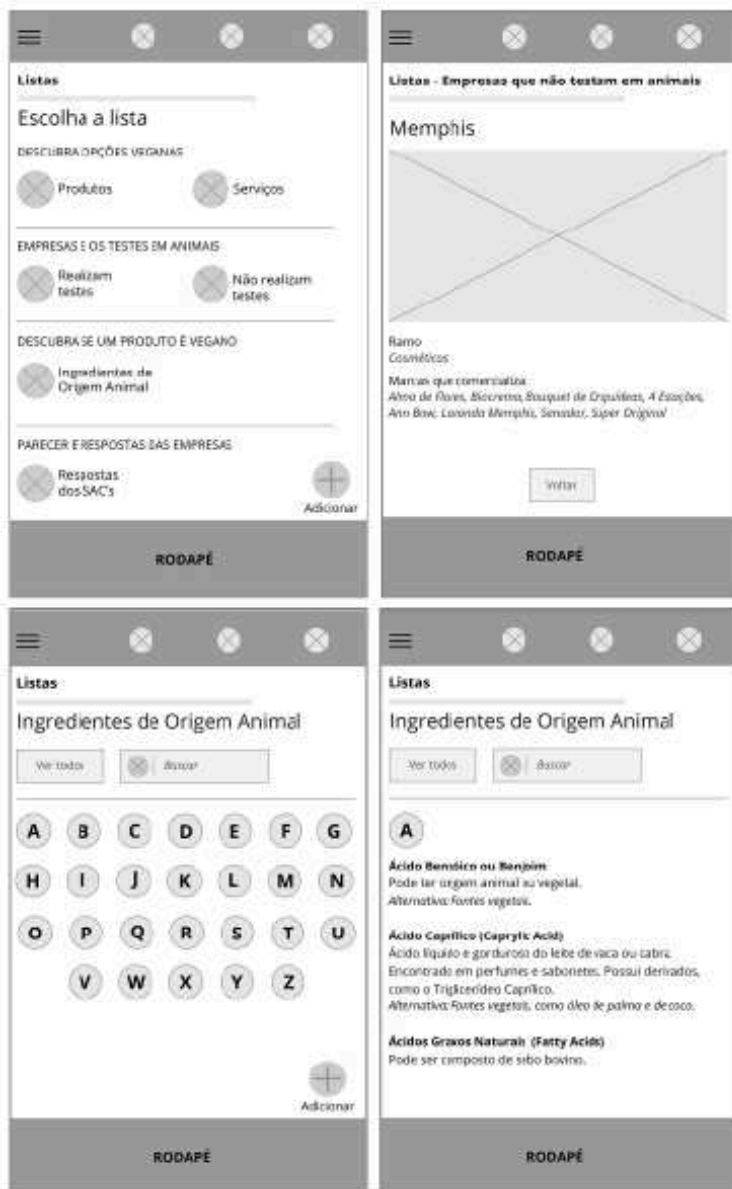 Listas
Escolha a lista
DESCUBRA OPÇÕES VEGANAS
Produtos
Serviços
EMPRESAS E OS TESTES EM ANIMAIS
Realizam
testes
Não realizam
testes
DESCUBRA SE UM PRODUTO É VEGANO
Ingredientes de
Origem Animal
PARECER E RESPOSTAS DAS EMPRESAS
Respostas
dos SAC's
Adicionar
RODAPÉ
Listas - Empresas que não testam em animais
Memphis
Ramo
Cosméticos
Marcas que comercializa
Alma de Flores, Biocrema, Bouquet de Orquídeas, 4 Estações,
Ann Bow, Lavanda Memphis, Senador, Super Original
Voltar
RODAPÉ
Listas
Ingredientes de Origem Animal
Ver todos
Buscar
A B C D E F G
H I J K L M N
O P Q R S T U
V W X Y Z
Adicionar
RODAPÉ
Listas
Ingredientes de Origem Animal
Ver todos
Buscar
A
Ácido Benzóico ou Benjoim
Pode ter origem animal ou vegetal.
Alternativa: Fontes vegetais.
Ácido Caprílico (Caprylic Acid)
Ácido líquido e gorduroso do leite de vaca ou cabra.
Encontrado em perfumes e sabonetes. Possui derivados,
como o Triglicerídeo Caprílico.
Alternativa: Fontes vegetais, como óleo de palma e de coco.
Ácidos Graxos Naturais (Fatty Acids)
Pode ser composto de sebo bovino.
RODAPÉ